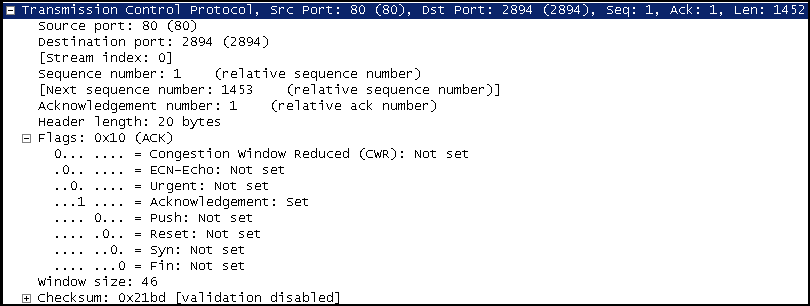 Transmission Control Protocol, Src Port: 80 (80), Dst Port: 2894 (2894), Seq: 1, Ack: 1, Len: 1452
Source port: 80 (80)
Destination port: 2894 (2894)
[Stream index: 0]
Sequence number: 1    (relative sequence number)
[Next sequence number: 1453    (relative sequence number)]
Acknowledgement number: 1    (relative ack number)
Header length: 20 bytes
Flags: 0x10 (ACK)
0... .... = Congestion Window Reduced (CWR): Not set
.0.. .... = ECN-Echo: Not set
..0. .... = Urgent: Not set
...1 .... = Acknowledgement: Set
.... 0... = Push: Not set
.... .0.. = Reset: Not set
.... ..0. = Syn: Not set
.... ...0 = Fin: Not set
Window size: 46
Checksum: 0x21bd [validation disabled]